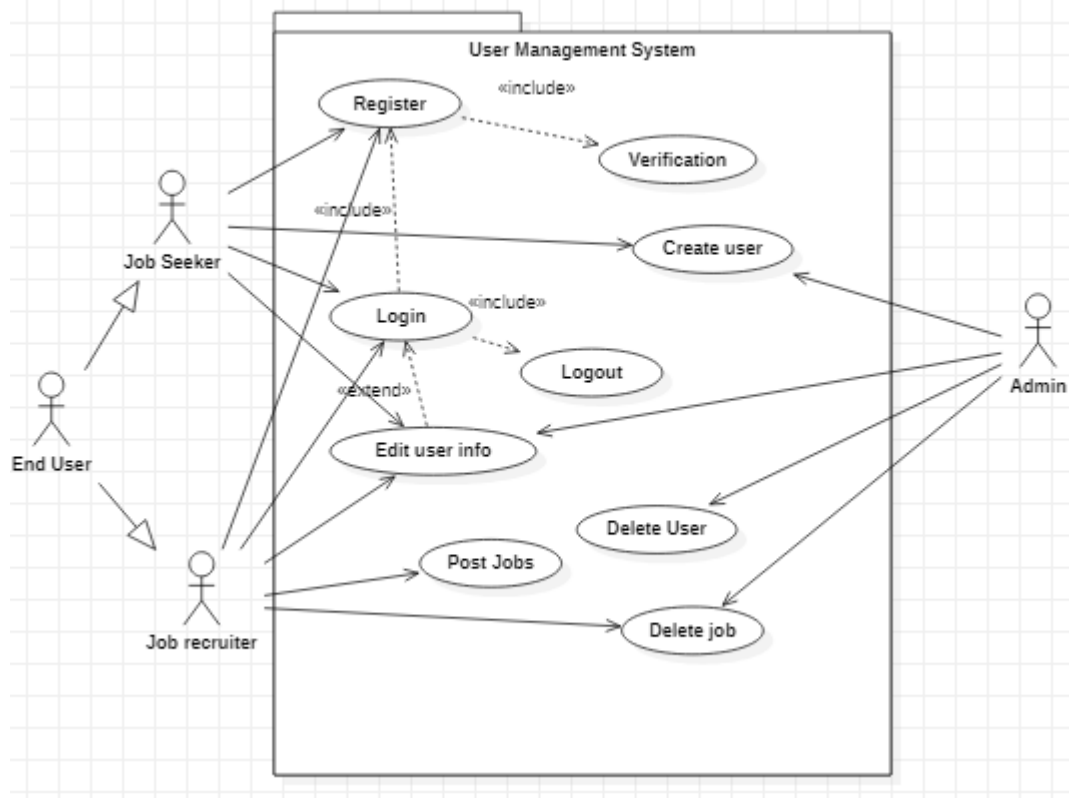 User Management System
«include»
Register
Verification
«include»
Create user
Job Seeker
«include»
Login
Logout
Admin
«extend»
Edit user info
End User
Delete User
Post Jobs
Delete job
Job recruiter